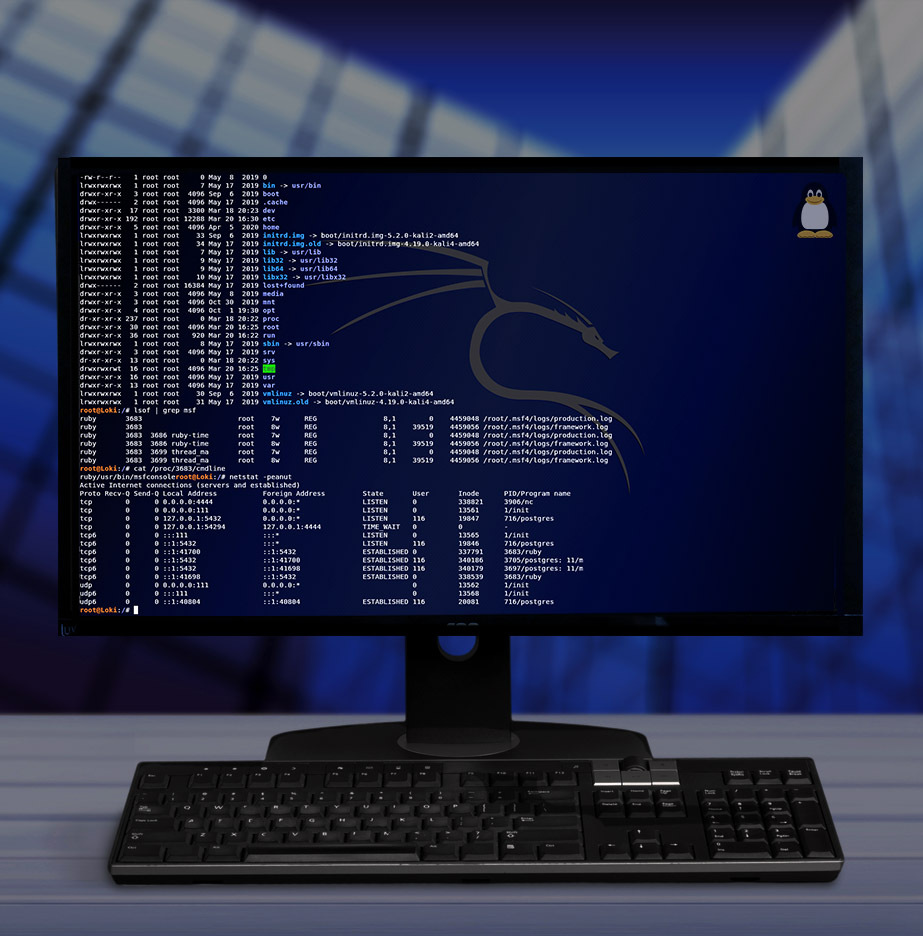 -rw-r--r-- 1 root root 0 May 8 2019 0
lrwxrwxrwx 1 root root 7 May 17 2019 bin -> usr/bin
drwxr-xr-x 3 root root 4096 Sep 6 2019 boot
drwx------ 2 root root 4096 May 17 2019 .cache
drwxr-xr-x 17 root root 3300 Mar 18 20:23 dev
drwxr-xr-x 192 root root 12288 Mar 20 16:30 etc
drwxr-xr-x 5 root root 4096 Apr 5 2020 home
lrwxrwxrwx 1 root root 33 Sep 6 2019 initrd.img -> boot/initrd.img-5.2.0-kali2-amd64
lrwxrwxrwx 1 root root 34 May 17 2019 initrd.img.old -> boot/initrd.img-4.19.0-kali4-amd64
lrwxrwxrwx 1 root root 7 May 17 2019 lib -> usr/lib
lrwxrwxrwx 1 root root 9 May 17 2019 lib32 -> usr/lib32
lrwxrwxrwx 1 root root 9 May 17 2019 lib64 -> usr/lib64
lrwxrwxrwx 1 root root 10 May 17 2019 libx32 -> usr/libx32
drwx------ 2 root root 16384 May 17 2019 lost+found
drwxr-xr-x 3 root root 4096 May 8 2019 media
drwxr-xr-x 3 root root 4096 Oct 30 2019 mnt
drwxr-xr-x 4 root root 4096 Oct 1 19:30 opt
dr-xr-xr-x 237 root root 0 Mar 18 20:22 proc
drwxr-xr-x 30 root root 4096 Mar 20 16:25 root
drwxr-xr-x 36 root root 920 Mar 20 16:22 run
lrwxrwxrwx 1 root root 8 May 17 2019 sbin -> usr/sbin
drwxr-xr-x 3 root root 4096 May 17 2019 srv
dr-xr-xr-x 13 root root 0 Mar 18 20:22 sys
drwxrwxrwt 16 root root 4096 Mar 20 16:25 tmp
drwxr-xr-x 16 root root 4096 May 17 2019 usr
drwxr-xr-x 13 root root 4096 May 17 2019 var
lrwxrwxrwx 1 root root 30 Sep 6 2019 vmlinuz -> boot/vmlinuz-5.2.0-kali2-amd64
lrwxrwxrwx 1 root root 31 May 17 2019 vmlinuz.old -> boot/vmlinuz-4.19.0-kali4-amd64
root@Loki:/# lsof | grep msf
ruby 3683 root 7w REG 8,1 0 4459048 /root/.msf4/logs/production.log
ruby 3683 root 8w REG 8,1 39519 4459056 /root/.msf4/logs/framework.log
ruby 3683 3686 ruby-time root 7w REG 8,1 0 4459048 /root/.msf4/logs/production.log
ruby 3683 3686 ruby-time root 8w REG 8,1 39519 4459056 /root/.msf4/logs/framework.log
ruby 3683 3699 thread_ma root 7w REG 8,1 0 4459048 /root/.msf4/logs/production.log
ruby 3683 3699 thread_ma root 8w REG 8,1 39519 4459056 /root/.msf4/logs/framework.log
root@Loki:/# cat /proc/3683/cmdline
ruby/usr/bin/msfconsoleroot@Loki:/# netstat -peanut
Active Internet connections (servers and established)
Proto Recv-Q Send-Q Local Address Foreign Address State User Inode PID/Program name
tcp 0 0 0.0.0.0:4444 0.0.0.0:* LISTEN 0 338821 3906/nc
tcp 0 0 0.0.0.0:111 0.0.0.0:* LISTEN 0 13561 1/init
tcp 0 0 127.0.0.1:5432 0.0.0.0:* LISTEN 116 19847 716/postgres
tcp 0 0 127.0.0.1:54294 127.0.0.1:4444 TIME_WAIT 0 0 -
tcp6 0 0 :::111 :::* LISTEN 0 13565 1/init
tcp6 0 0 ::1:5432 :::* LISTEN 116 19846 716/postgres
tcp6 0 0 ::1:41700 ::1:5432 ESTABLISHED 0 337791 3683/ruby
tcp6 0 0 ::1:5432 ::1:41700 ESTABLISHED 116 340186 3705/postgres: 11/m
tcp6 0 0 ::1:5432 ::1:41698 ESTABLISHED 116 340179 3697/postgres: 11/m
tcp6 0 0 ::1:41698 ::1:5432 ESTABLISHED 0 338539 3683/ruby
udp 0 0 0.0.0.0:111 0.0.0.0:* 0 13562 1/init
udp6 0 0 :::111 :::* 0 13568 1/init
udp6 0 0 ::1:40804 ::1:40804 ESTABLISHED 116 20081 716/postgres
root@Loki:/#